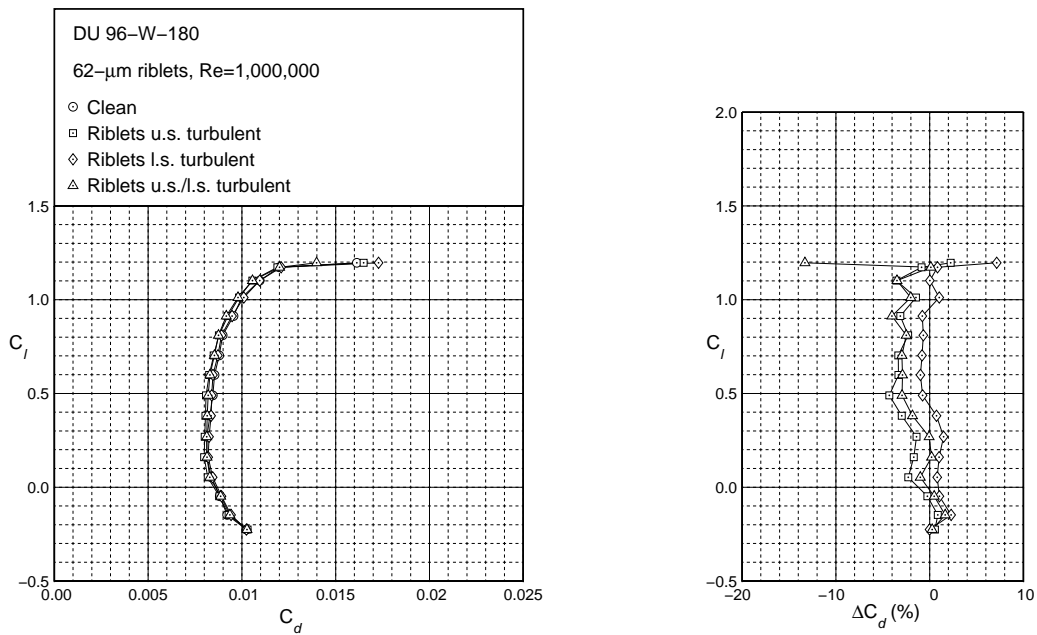 DU 96−W−180
62−μm riblets, Re=1,000,000
Clean
Riblets u.s. turbulent
Riblets l.s. turbulent
Riblets u.s./l.s. turbulent
1.5
1.0
C_l
0.5
0.0
−0.5
0.00 0.005 0.01 0.015 0.02 0.025
C_d
2.0
1.5
1.0
C_l
0.5
0.0
−0.5
−20 −10 0 10
ΔC_d (%)